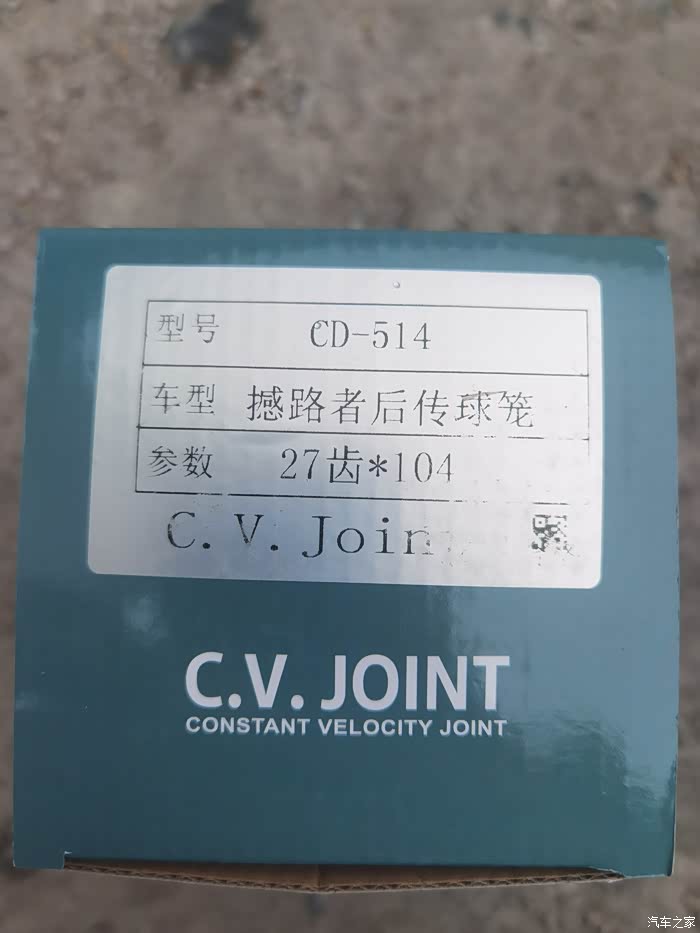 型号 CD-514
车型 撼路者后传球笼
参数 27齿*104
C.V.Join
C.V. JOINT
CONSTANT VELOCITY JOINT
汽车之家